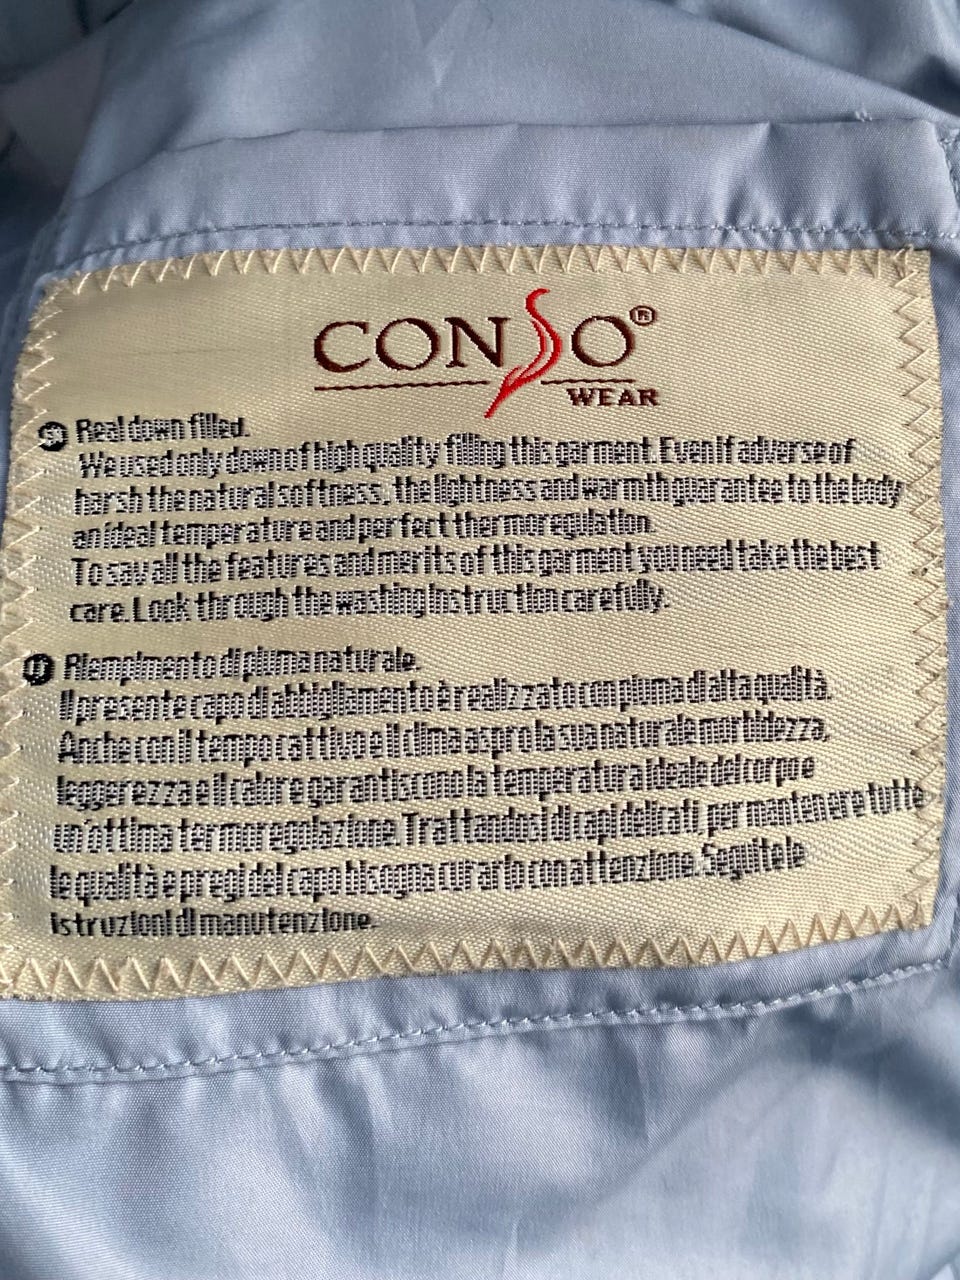 CONSO®
WEAR
Real down filled.
We used only down of high quality filling this garment. Even if adverse of
harsh the natural softness, the lightness and warmth guarantee to the body
an ideal temperature and perfect thermoregulation.
To sav all the features and merits of this garment you need take the best
care. Lock through the washing instruction carefully.
Riempimento di piuma naturale.
Il presente capo di abbigliamento è realizzato con piuma di alta qualità.
Anche con il tempo cattivo e il clima aspro la sua naturale morbidezza,
leggerezza e il calore garantiscono la temperatura ideale del corpo e
un'ottima termoregolazione. Trattandosi di capi delicati, per mantenere tutte
le qualità e pregi del capo bisogna curarlo con attenzione. Seguite le
istruzioni di manutenzione.